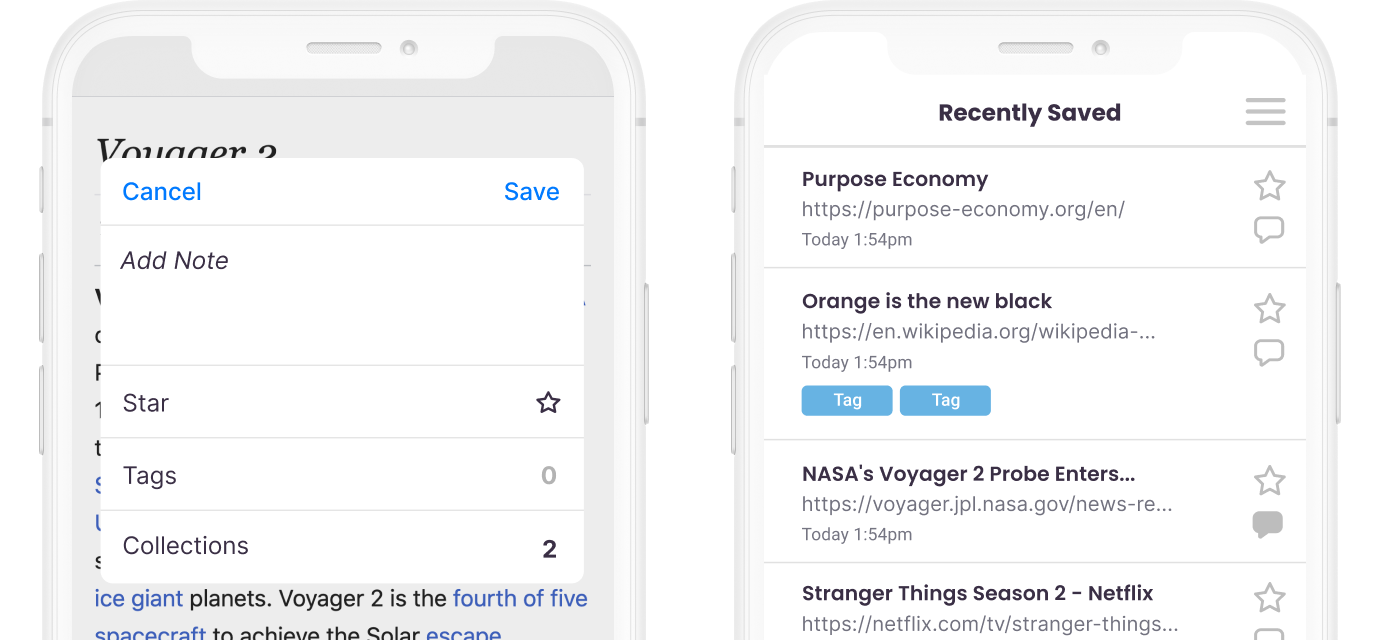 Voyager 2
Cancel Save
Add Note
Star
Tags 0
Collections 2
ice giant planets. Voyager 2 is the fourth of five
spacecraft to achieve the Solar escape
Recently Saved
Purpose Economy
https://purpose-economy.org/en/
Today 1:54pm
Orange is the new black
https://en.wikipedia.org/wikipedia-...
Today 1:54pm
Tag Tag
NASA's Voyager 2 Probe Enters...
https://voyager.jpl.nasa.gov/news-re...
Today 1:54pm
Stranger Things Season 2 - Netflix
https://netflix.com/tv/stranger-things...